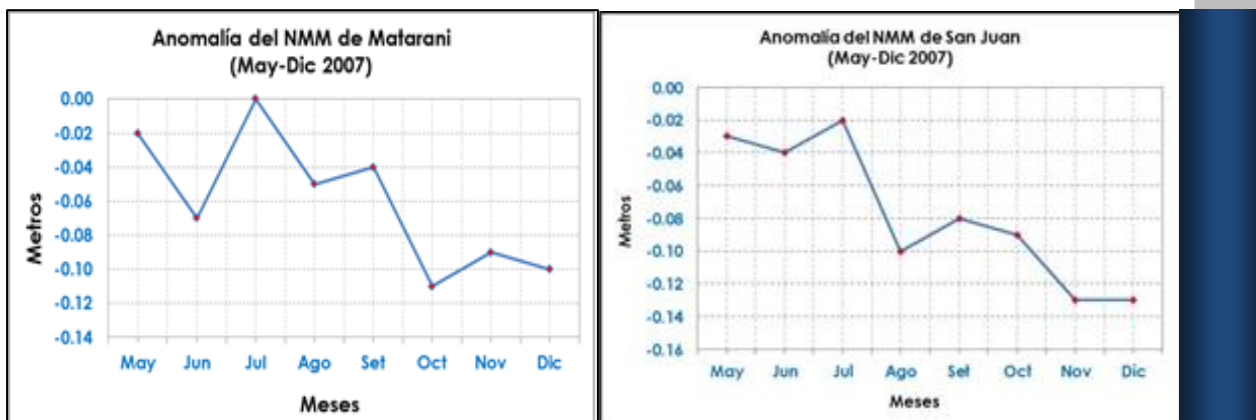 Anomalía del NMM de Matarani
(May-Dic 2007)
0.00
-0.02
-0.04
-0.06
-0.08
-0.10
-0.12
-0.14
Metros
May Jun Jul Ago Set Oct Nov Dic
Meses
Anomalía del NMM de San Juan
(May-Dic 2007)
0.00
-0.02
-0.04
-0.06
-0.08
-0.10
-0.12
-0.14
-0.16
Metros
May Jun Jul Ago Set Oct Nov Dic
Meses